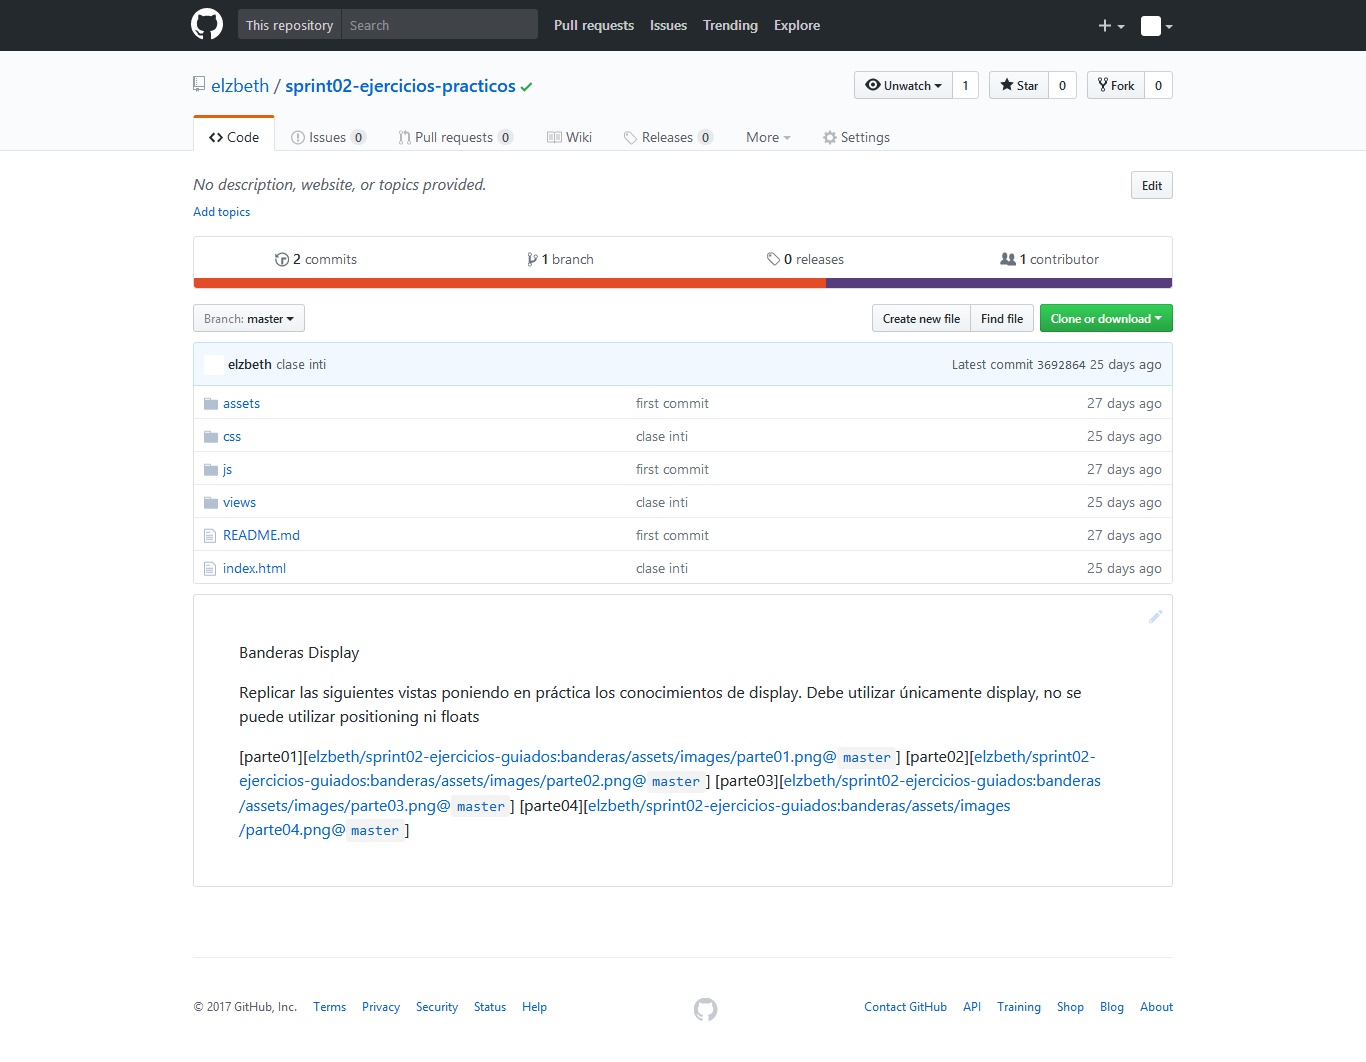 This repository Search Pull requests Issues Trending Explore
elzbeth / sprint02-ejercicios-practicos Unwatch 1 Star 0 Fork 0
Code Issues 0 Pull requests 0 Wiki Releases 0 More Settings
No description, website, or topics provided. Edit
Add topics
2 commits 1 branch 0 releases 1 contributor
Branch: master Create new file Find file Clone or download
elzbeth clase inti Latest commit 3692864 25 days ago
assets first commit 27 days ago
css clase inti 25 days ago
js first commit 27 days ago
views clase inti 25 days ago
README.md first commit 27 days ago
index.html clase inti 25 days ago
Banderas Display
Replicar las siguientes vistas poniendo en práctica los conocimientos de display. Debe utilizar únicamente display, no se
puede utilizar positioning ni floats
[parte01][elzbeth/sprint02-ejercicios-guiados:banderas/assets/images/parte01.png@master] [parte02][elzbeth/sprint02-
ejercicios-guiados:banderas/assets/images/parte02.png@master] [parte03][elzbeth/sprint02-ejercicios-guiados:banderas
/assets/images/parte03.png@master] [parte04][elzbeth/sprint02-ejercicios-guiados:banderas/assets/images
/parte04.png@master]
© 2017 GitHub, Inc. Terms Privacy Security Status Help Contact GitHub API Training Shop Blog About